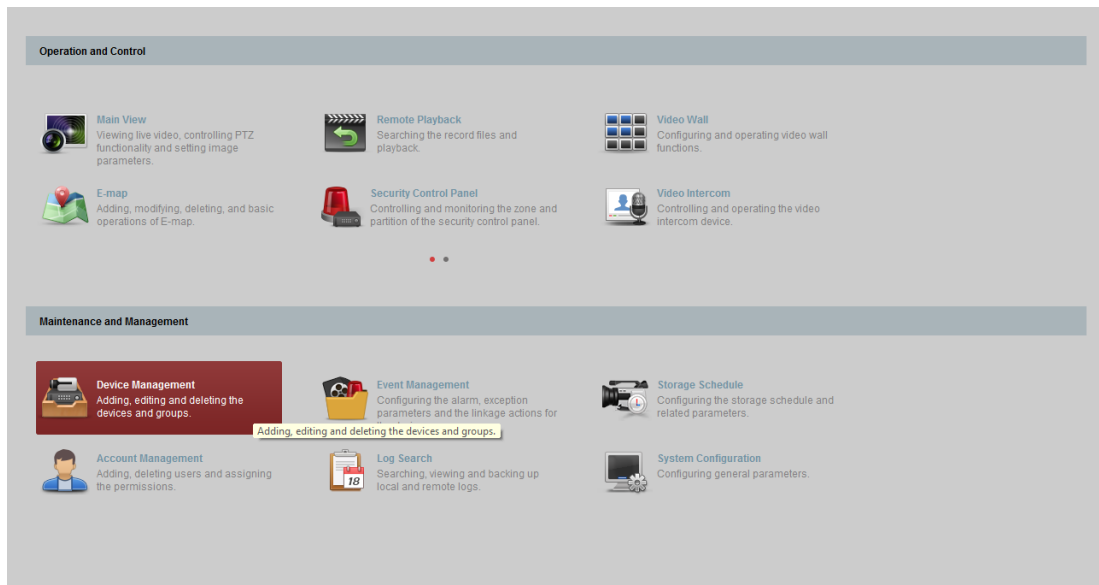 Operation and Control
Main View
Viewing live video, controlling PTZ
functionality and setting image
parameters.
Remote Playback
Searching the record files and
playback.
Video Wall
Configuring and operating video wall
functions.
E-map
Adding, modifying, deleting, and basic
operations of E-map.
Security Control Panel
Controlling and monitoring the zone and
partition of the security control panel.
Video Intercom
Controlling and operating the video
intercom device.
Maintenance and Management
Device Management
Adding, editing and deleting the
devices and groups.
Event Management
Configuring the alarm, exception
parameters and the linkage actions for
Storage Schedule
Configuring the storage schedule and
related parameters.
Adding, editing and deleting the devices and groups.
Account Management
Adding, deleting users and assigning
the permissions.
18
Log Search
Searching, viewing and backing up
local and remote logs.
System Configuration
Configuring general parameters.